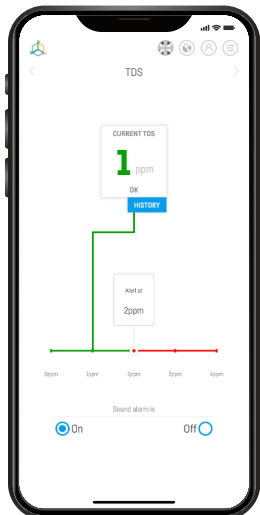 TDS
CURRENT TDS
1 ppm
OK
HISTORY
Alert at
2ppm
0ppm 1ppm 2ppm 3ppm 4ppm
Sound alarm is
On Off